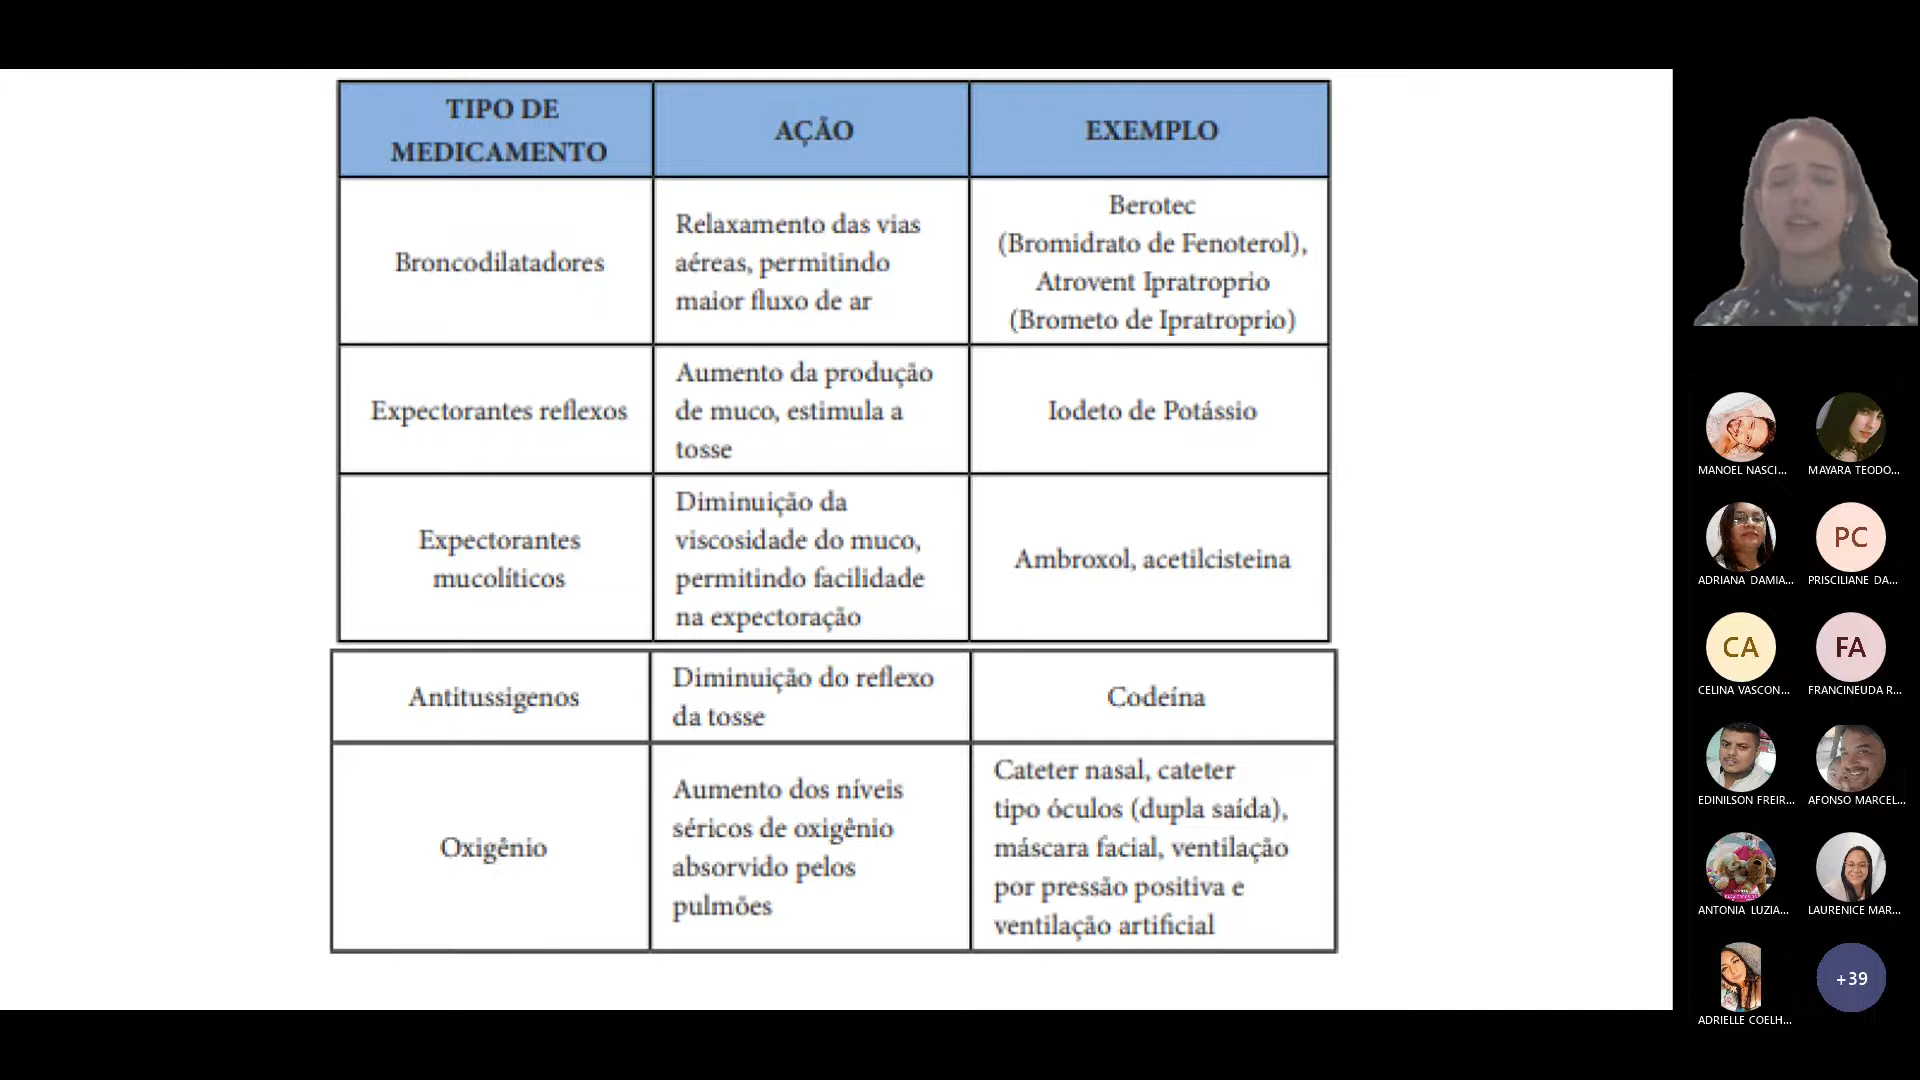 TIPO DE
MEDICAMENTO
AÇÃO
EXEMPLO
Broncodilatadores
Relaxamento das vias
aéreas, permitindo
maior fluxo de ar
Berotec
(Bromidrato de Fenoterol),
Atrovent Ipratroprio
(Brometo de Ipratroprio)
Expectorantes reflexos
Aumento da produção
de muco, estimula a
tosse
Iodeto de Potássio
Expectorantes
mucolíticos
Diminuição da
viscosidade do muco,
permitindo facilidade
na expectoração
Ambroxol, acetilcisteina
Antitussigenos
Diminuição do reflexo
da tosse
Codeína
Oxigênio
Aumento dos níveis
séricos de oxigênio
absorvido pelos
pulmões
Cateter nasal, cateter
tipo óculos (dupla saída),
máscara facial, ventilação
por pressão positiva e
ventilação artificial
MANOEL NASCI...
MAYARA TEODO...
ADRIANA DAMIA...
PC
PRISCILIANE DA...
CA
CELINA VASCON...
FA
FRANCINEUDA R...
EDINILSON FREIR...
AFONSO MARCEL...
ANTONIA LUZIA...
LAURENICE MAR...
ADRIELLE COELH...
+39